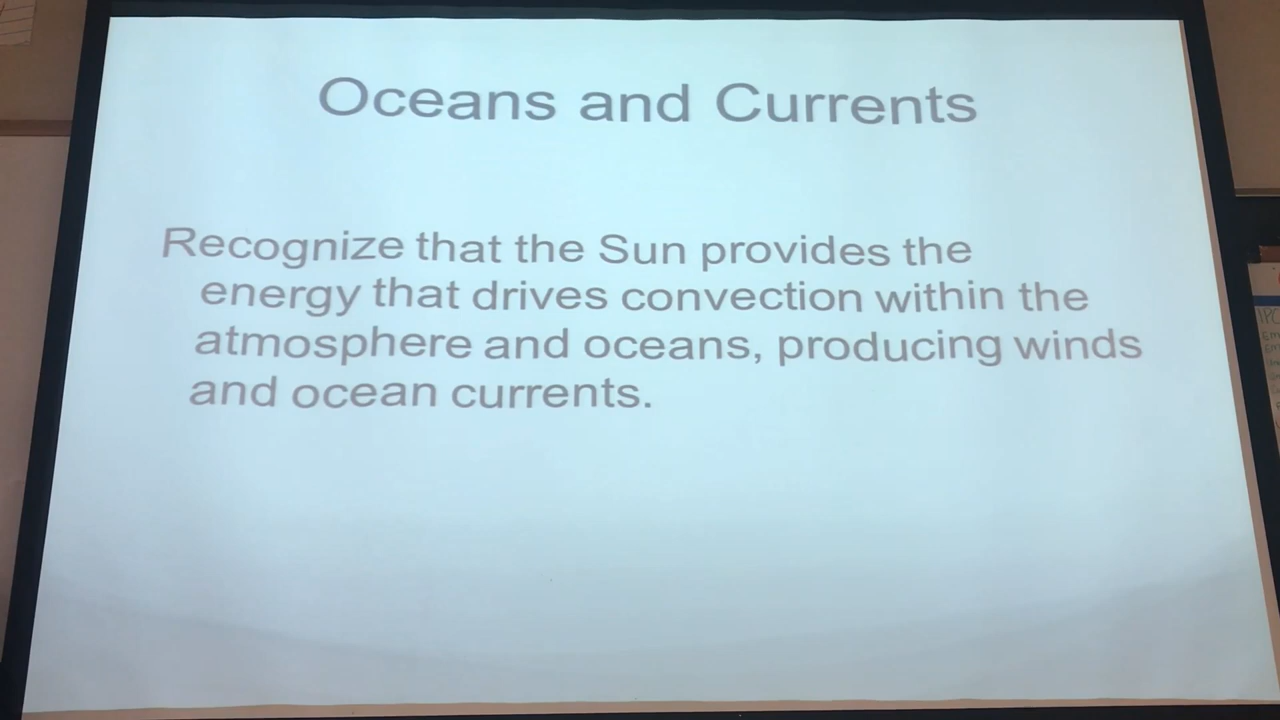 Oceans and Currents
Recognize that the Sun provides the
energy that drives convection within the
atmosphere and oceans, producing winds
and ocean currents.